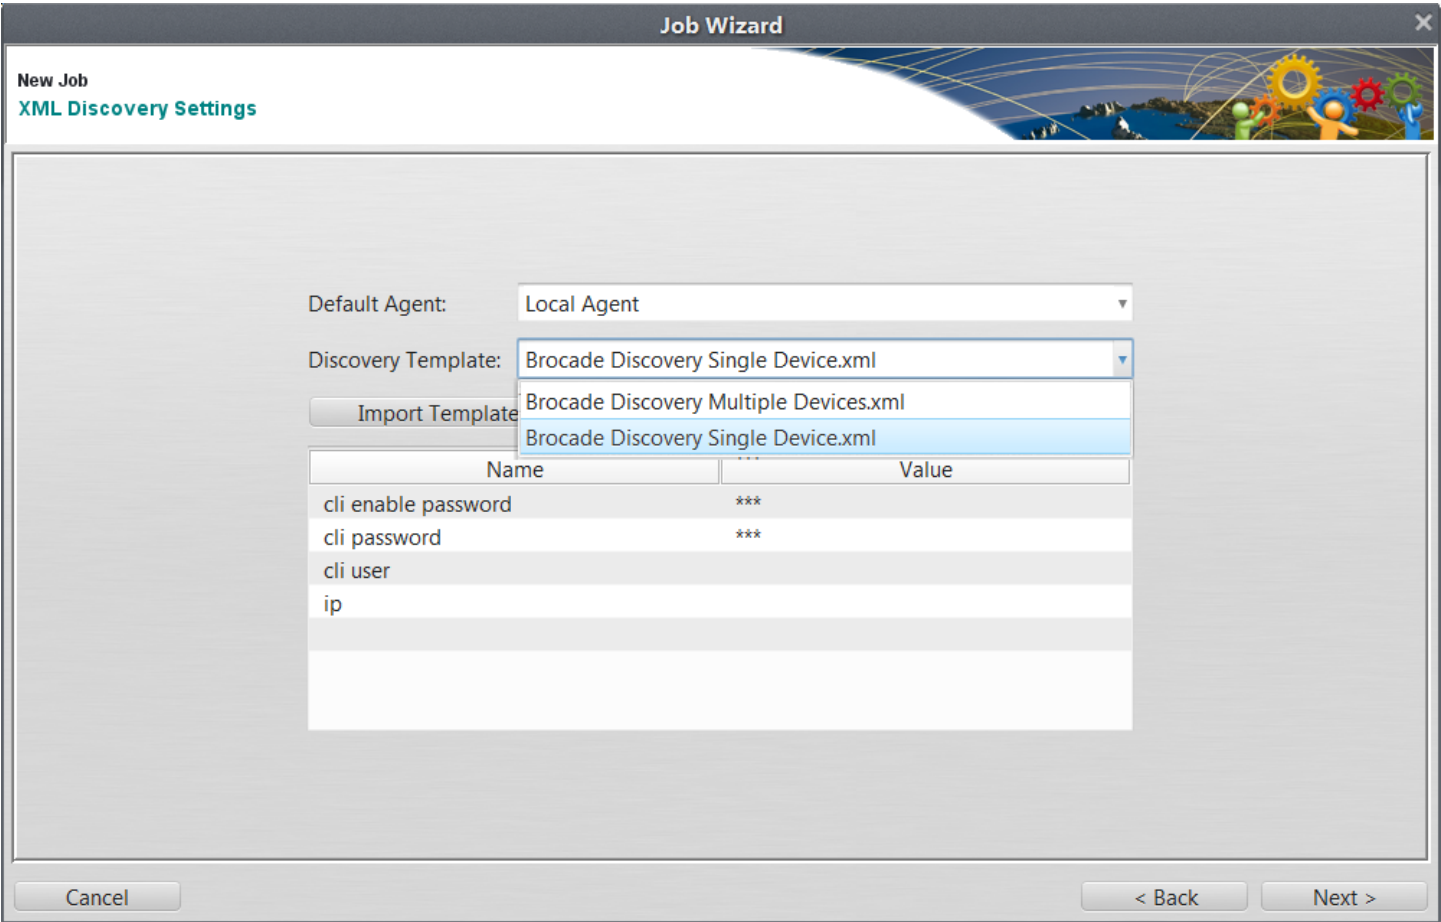 Job Wizard
New Job
XML Discovery Settings
Default Agent: Local Agent
Discovery Template: Brocade Discovery Single Device.xml
Brocade Discovery Multiple Devices.xml
Import Template
Brocade Discovery Single Device.xml
Name Value
cli enable password ***
cli password ***
cli user
ip
Cancel < Back Next >